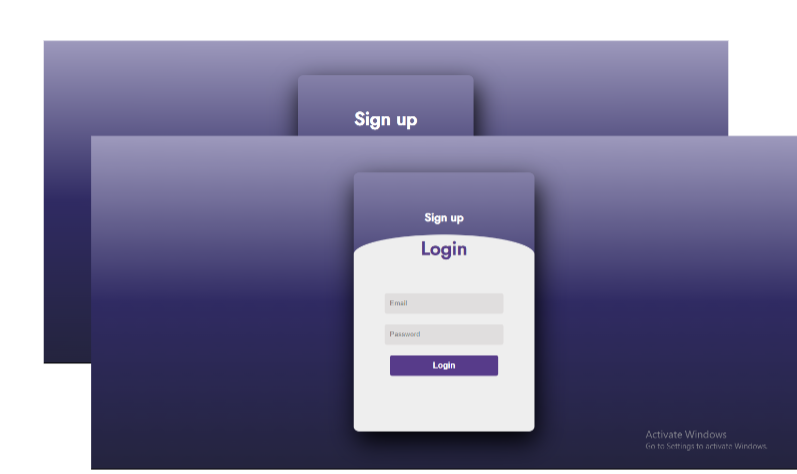 Sign up
Sign up
Login
Email
Password
Login
Activate Windows
Go to Settings to activate Windows.